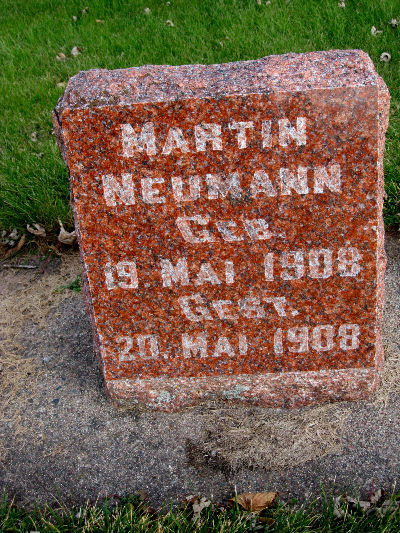 Martin
Neumann
Geb.
19. Mai 1908
Gest.
20. Mai 1908